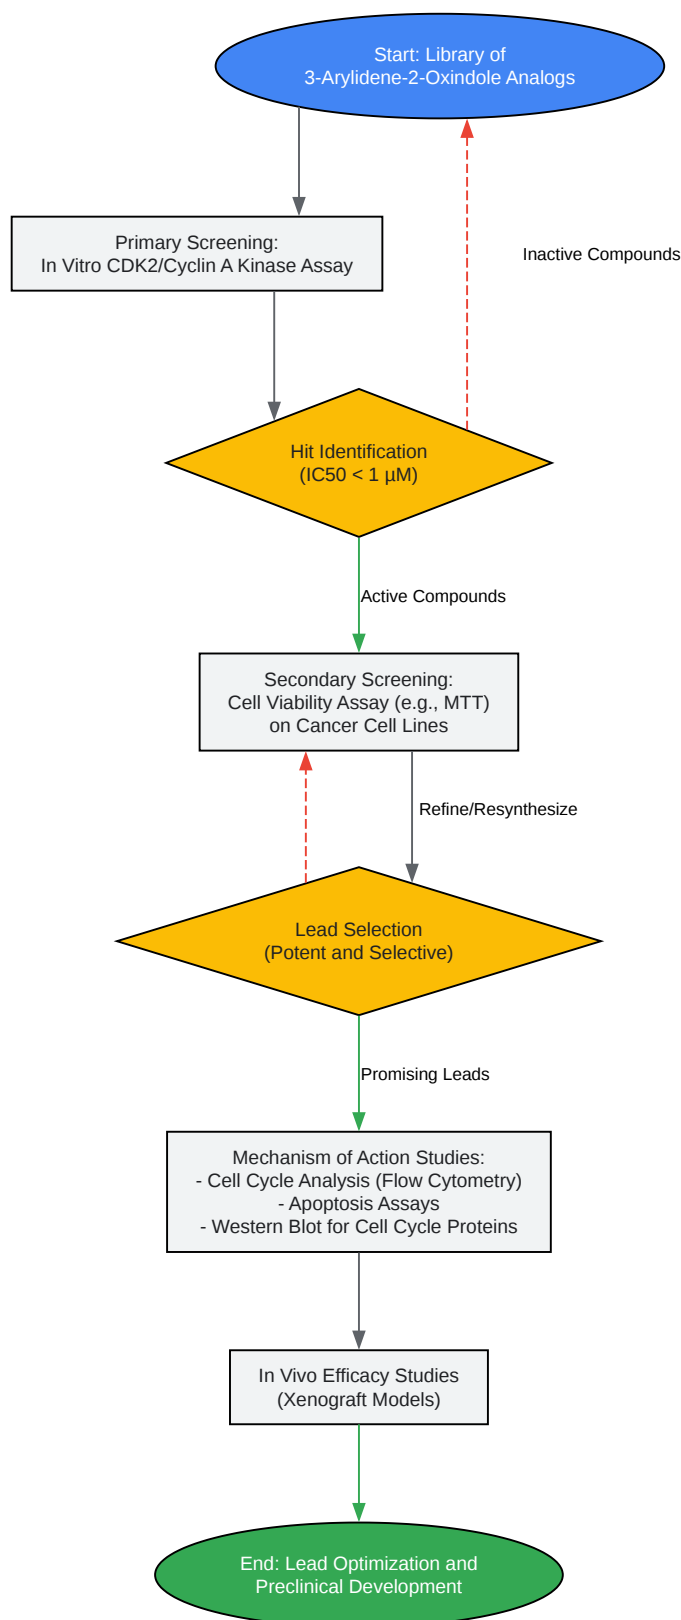 Start: Library of
3-Arylidene-2-Oxindole Analogs
Primary Screening:
In Vitro CDK2/Cyclin A Kinase Assay
Inactive Compounds
Hit Identification
(IC50 < 1 µM)
Active Compounds
Secondary Screening:
Cell Viability Assay (e.g., MTT)
on Cancer Cell Lines
Refine/Resynthesize
Lead Selection
(Potent and Selective)
Promising Leads
Mechanism of Action Studies:
- Cell Cycle Analysis (Flow Cytometry)
- Apoptosis Assays
- Western Blot for Cell Cycle Proteins
In Vivo Efficacy Studies
(Xenograft Models)
End: Lead Optimization and
Preclinical Development